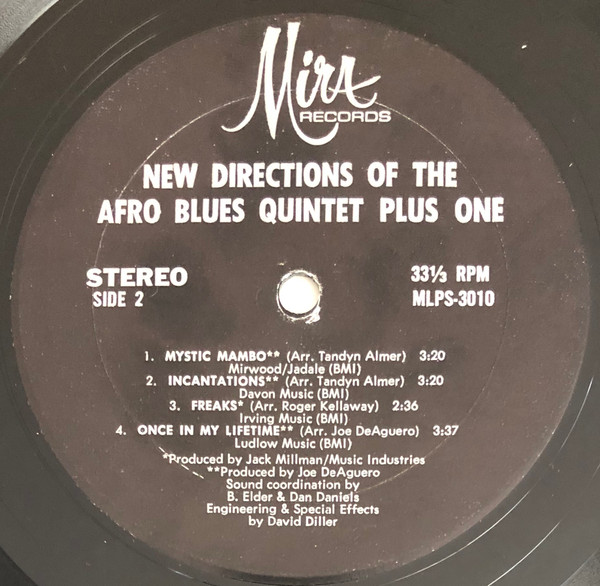 Mira
RECORDS
NEW DIRECTIONS OF THE
AFRO BLUES QUINTET PLUS ONE
STEREO 33⅓ RPM
SIDE 2 MLPS-3010
1. MYSTIC MAMBO** (Arr. Tandyn Almer) 3:20
Mirwood/Jadale (BMI)
2. INCANTATIONS** (Arr. Tandyn Almer) 3:20
Davon Music (BMI)
3. FREAKS* (Arr. Roger Kellaway) 2:36
Irving Music (BMI)
4. ONCE IN MY LIFETIME** (Arr. Joe DeAguero) 3:37
Ludlow Music (BMI)
*Produced by Jack Millman/Music Industries
**Produced by Joe DeAguero
Sound coordination by
B. Elder & Dan Daniels
Engineering & Special Effects
by David Diller